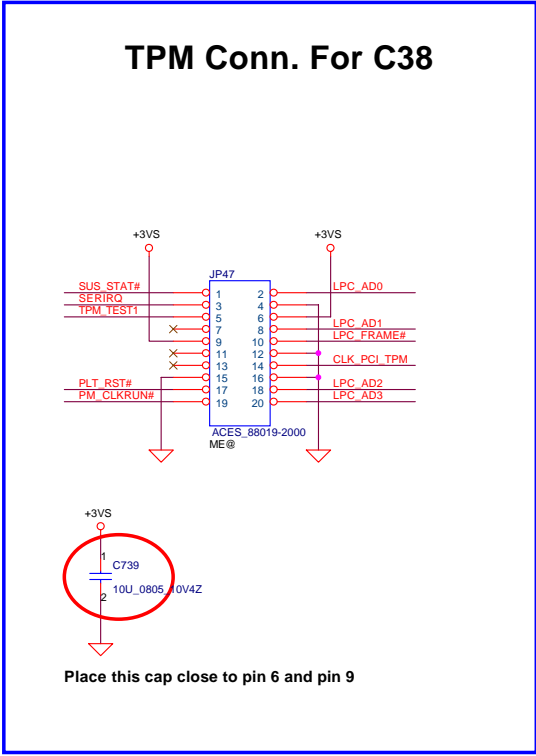 TPM Conn. For C38
+3VS +3VS
JP47
SUS_STAT# 1 2 LPC_AD0
SERIRQ 3 4
TPM_TEST1 5 6
7 8 LPC_AD1
9 10 LPC_FRAME#
11 12
13 14 CLK_PCI_TPM
15 16
PLT_RST# 17 18 LPC_AD2
PM_CLKRUN# 19 20 LPC_AD3
ACES_88019-2000
ME@
+3VS
1
C739
10U_0805_10V4Z
2
Place this cap close to pin 6 and pin 9